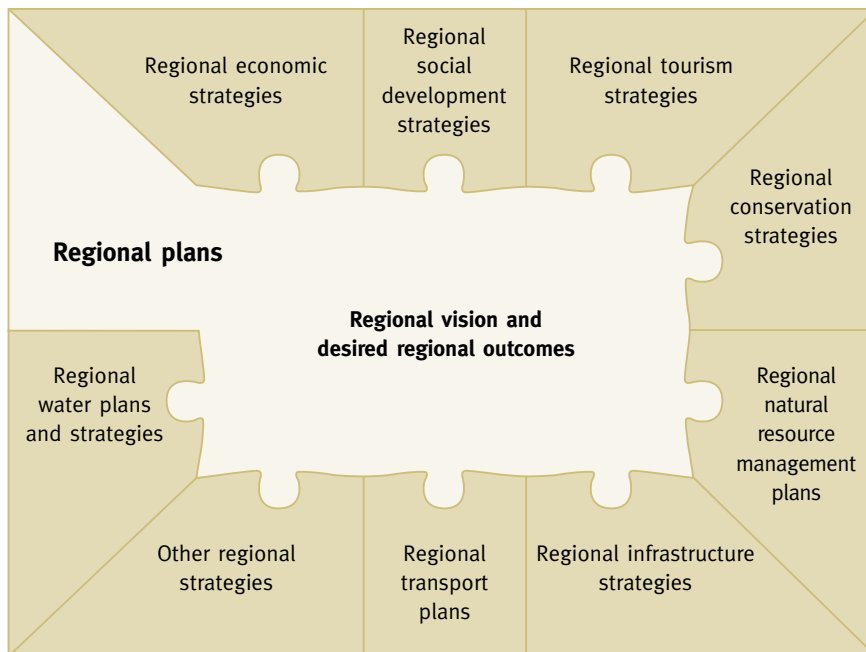 Regional economic
strategies
Regional
social
development
strategies
Regional tourism
strategies
Regional
conservation
strategies
Regional plans
Regional vision and
desired regional outcomes
Regional
water plans
and strategies
Regional
natural
resource
management
plans
Other regional
strategies
Regional
transport
plans
Regional infrastructure
strategies